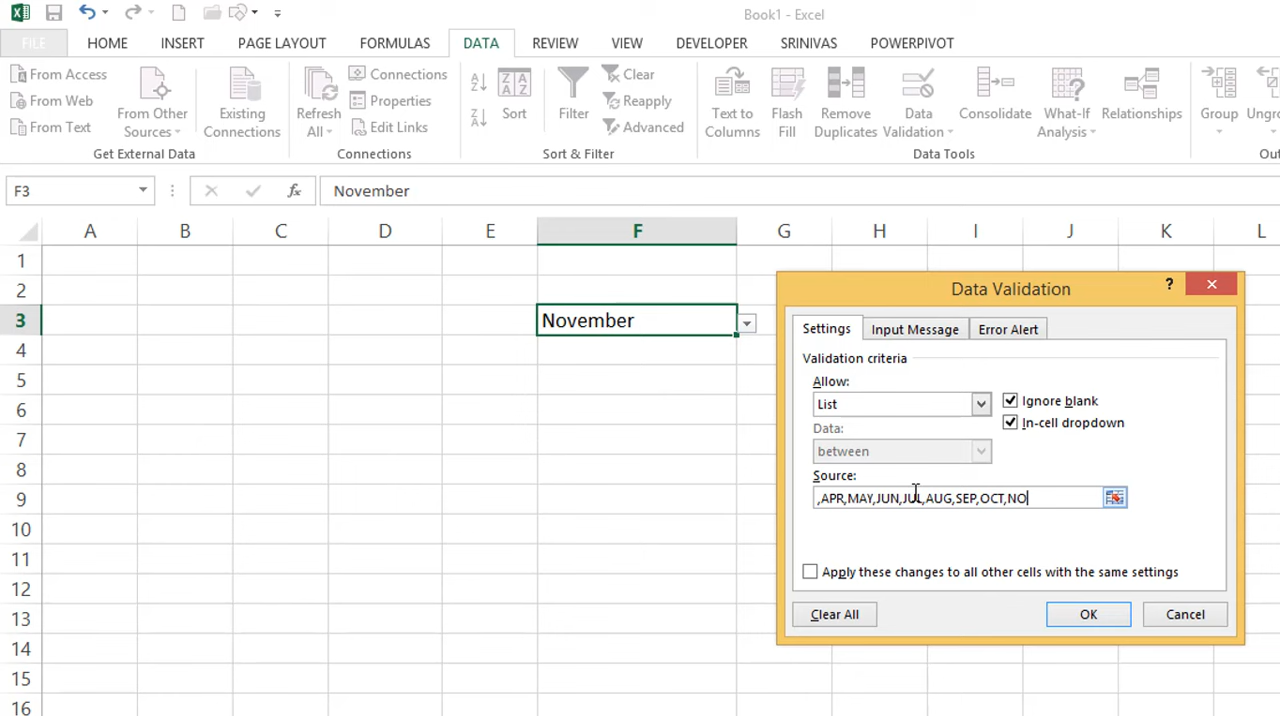 Book1 - Excel
FILE HOME INSERT PAGE LAYOUT FORMULAS DATA REVIEW VIEW DEVELOPER SRINIVAS POWERPIVOT
From Access
From Web
From Text
From Other Sources
Existing Connections
Get External Data
Refresh All
Connections
Properties
Edit Links
Connections
Sort
Filter
Clear
Reapply
Advanced
Sort & Filter
Text to Columns
Flash Fill
Remove Duplicates
Data Validation
Consolidate
What-If Analysis
Relationships
Data Tools
Group
Ungro
Out
F3 fx November
A B C D E F G H I J K L
1
2
3 November
4
5
6
7
8
9
10
11
12
13
14
15
16
Data Validation ?
Settings Input Message Error Alert
Validation criteria
Allow:
List
Ignore blank
In-cell dropdown
Data:
between
Source:
,APR,MAY,JUN,JUL,AUG,SEP,OCT,NO
Apply these changes to all other cells with the same settings
Clear All OK Cancel